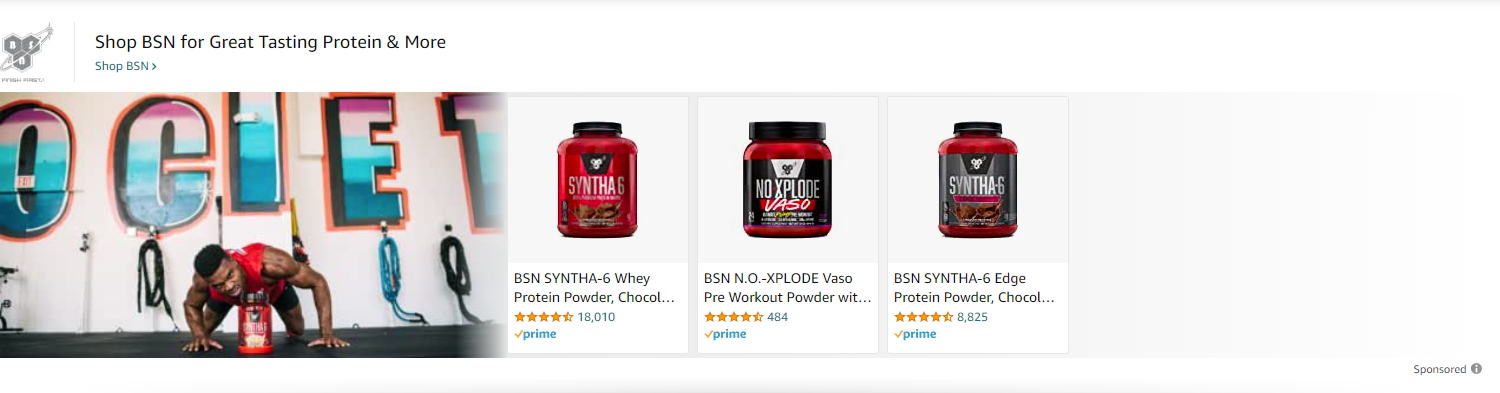 BSN
FINISH FIRST.
Shop BSN for Great Tasting Protein & More
Shop BSN ›
OCIET
EXIT
SYNTHA-6
SYNTHA-6
NO XPLODE
VASO
PRE WORKOUT
SYNTHA-6
BSN SYNTHA-6 Whey
Protein Powder, Chocol...
18,010
prime
BSN N.O.-XPLODE Vaso
Pre Workout Powder wit...
484
prime
BSN SYNTHA-6 Edge
Protein Powder, Chocol...
8,825
prime
Sponsored